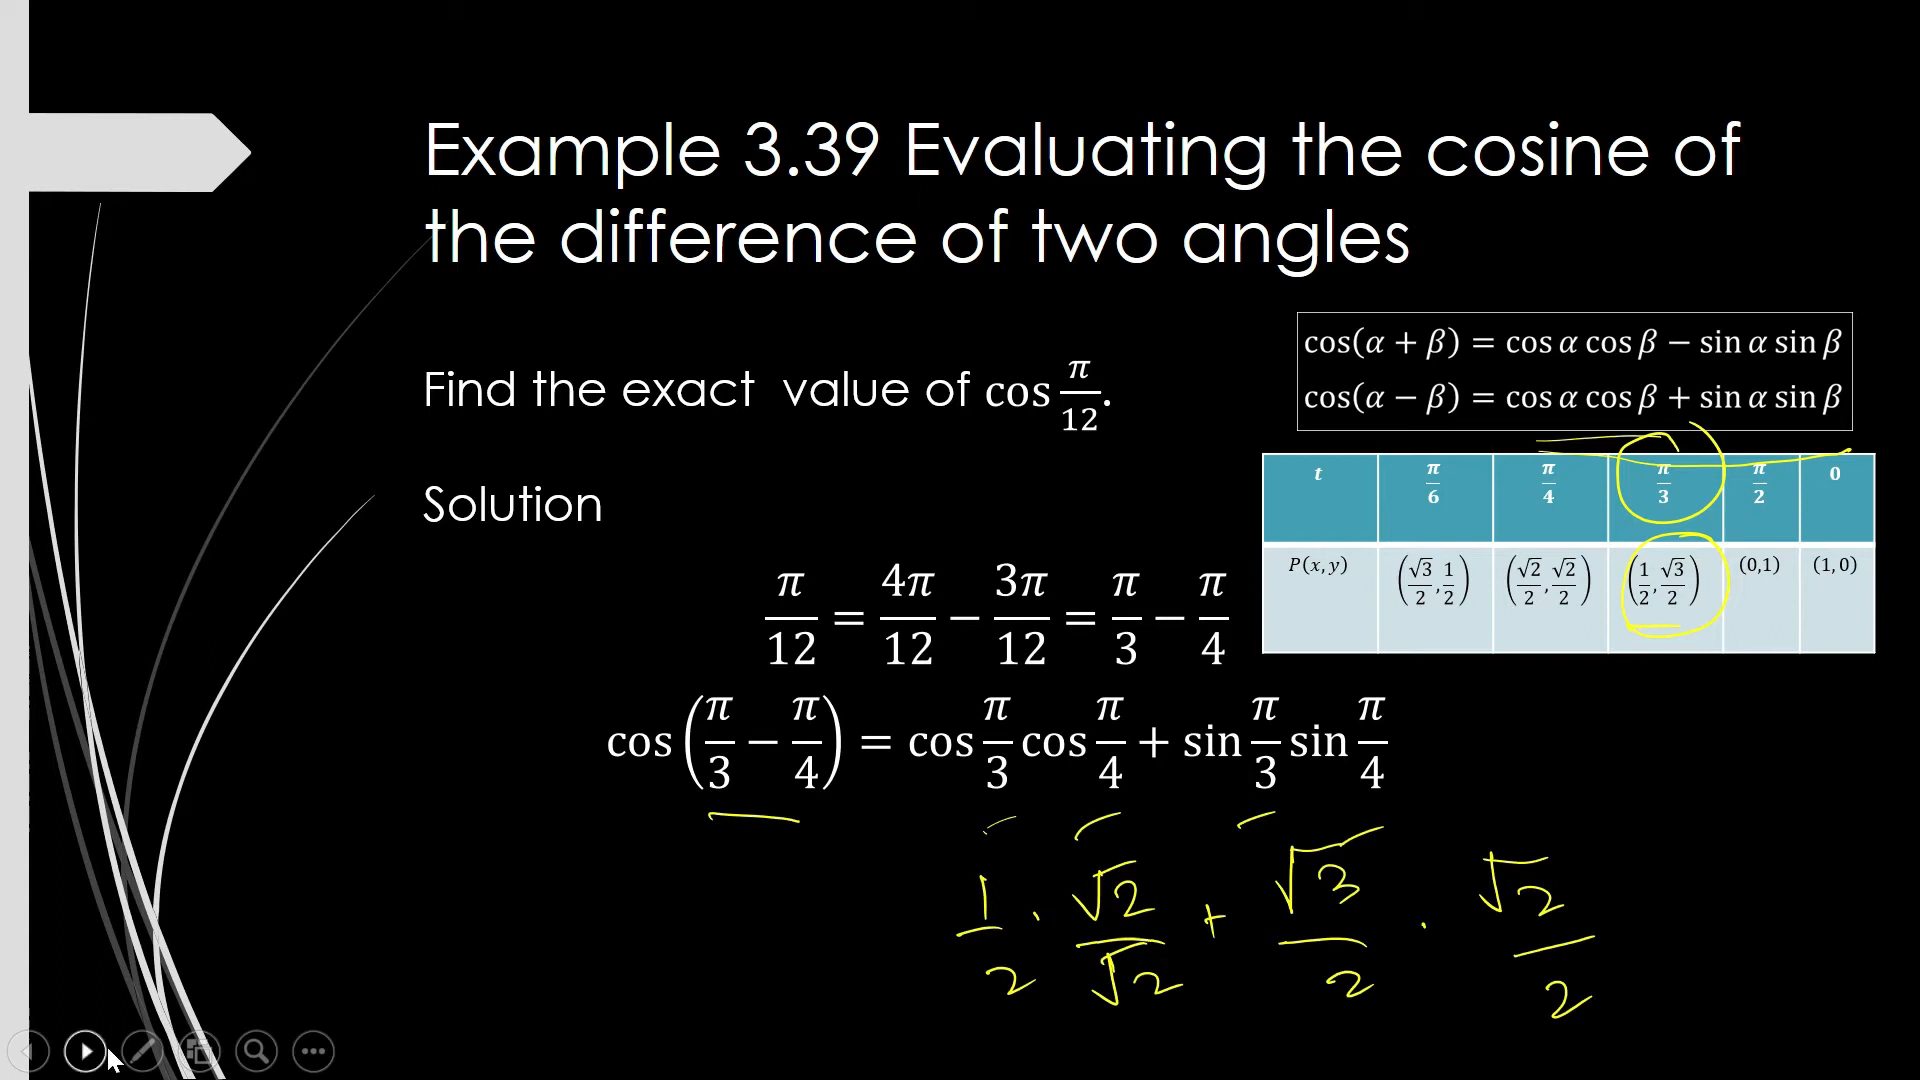 Example 3.39 Evaluating the cosine of
the difference of two angles
cos(α + β) = cos α cos β − sin α sin β
cos(α − β) = cos α cos β + sin α sin β
Find the exact value of cos π/12.
t π/6 π/4 π/3 π/2 0
P(x, y) (√3/2, 1/2) (√2/2, √2/2) (1/2, √3/2) (0,1) (1, 0)
Solution
π/12 = 4π/12 − 3π/12 = π/3 − π/4
cos(π/3 − π/4) = cos π/3 cos π/4 + sin π/3 sin π/4
1/2 · √2/√2 + √3/2 · √2/2